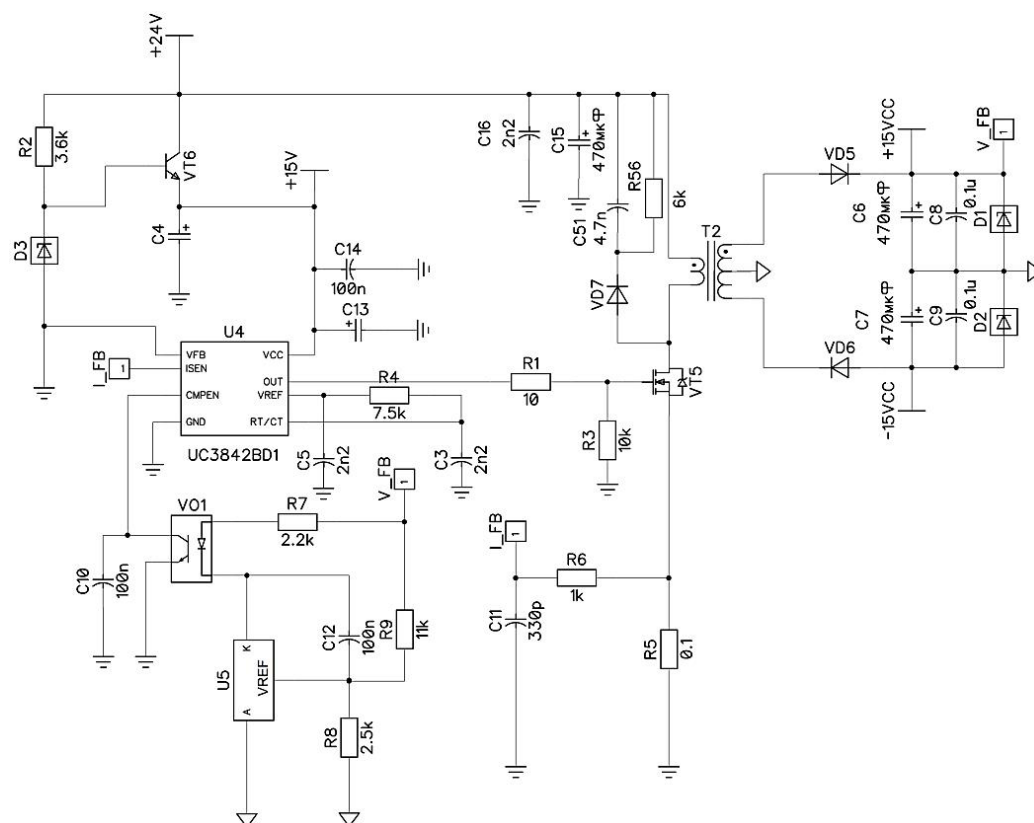 +24V
R2
3.6k
VT6
+15V
C4
D3
C14
100n
C13
U4
VFB
ISEN
CMPEN
GND
VCC
OUT
VREF
RT/CT
UC3842BD1
I_FB
1
R4
7.5k
C5
2n2
C3
2n2
R1
10
R3
10k
VT5
C16
2n2
C15
470мкФ
C51
4.7n
R56
6k
VD7
T2
VD5
VD6
+15VCC
-15VCC
V_FB
1
C6
470мкФ
C8
0.1u
D1
C7
470мкФ
C9
0.1u
D2
VO1
R7
2.2k
V_FB
1
C10
100n
C12
100n
R9
11k
U5
K
VREF
A
R8
2.5k
I_FB
1
R6
1k
C11
330p
R5
0.1